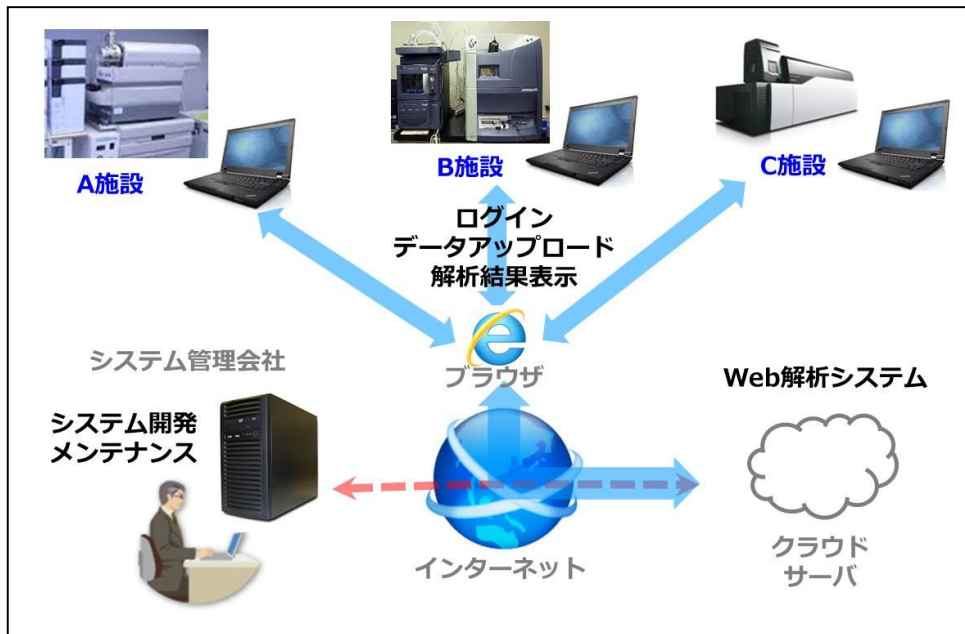 A施設
B施設
C施設
ログイン
データアップロード
解析結果表示
システム管理会社
ブラウザ
Web解析システム
システム開発
メンテナンス
インターネット
クラウド
サーバ